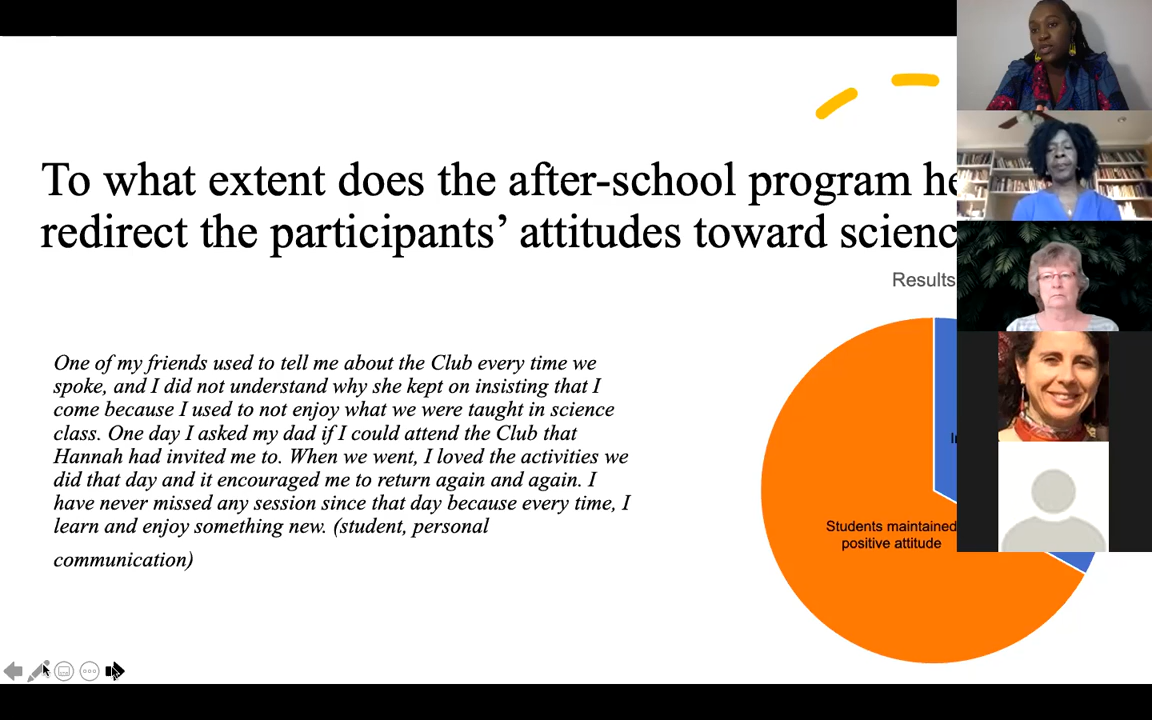 To what extent does the after-school program
redirect the participants’ attitudes toward
Results
One of my friends used to tell me about the Club every time we
spoke, and I did not understand why she kept on insisting that I
come because I used to not enjoy what we were taught in science
class. One day I asked my dad if I could attend the Club that
Hannah had invited me to. When we went, I loved the activities we
did that day and it encouraged me to return again and again. I
have never missed any session since that day because every time, I
learn and enjoy something new. (student, personal
communication)
Students maintained
positive attitude